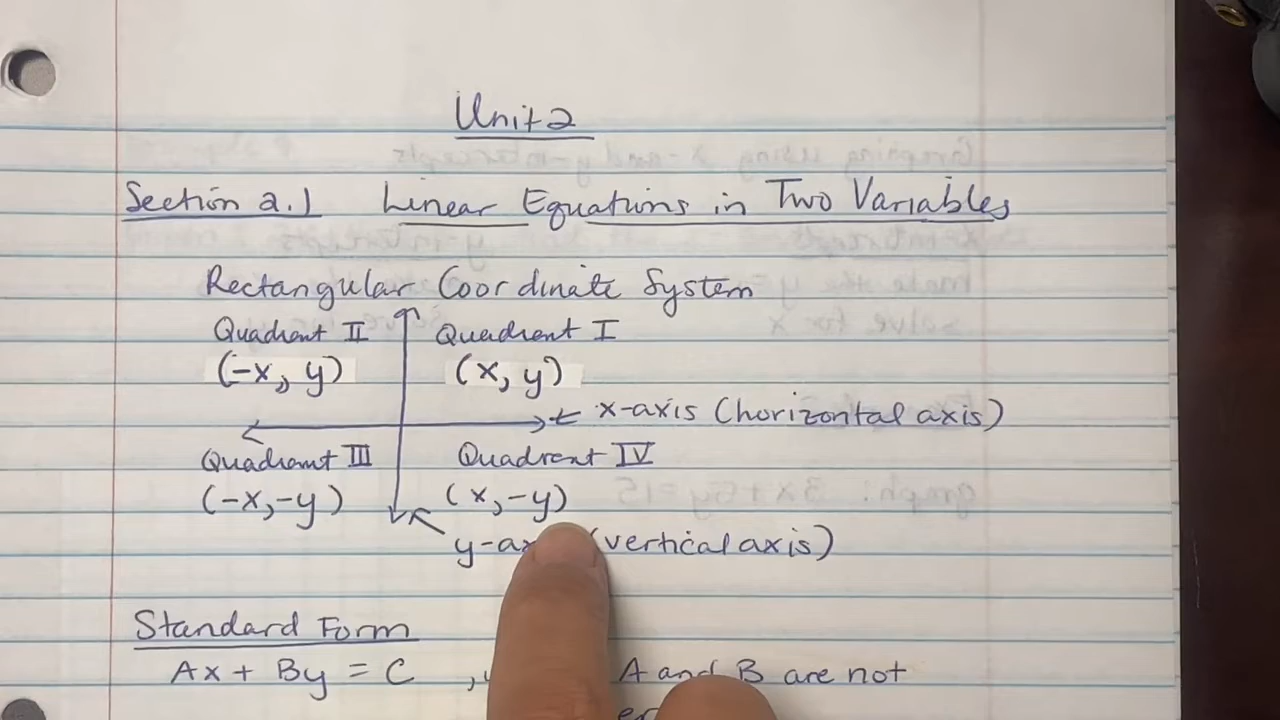 Unit 2
Section 2.1 Linear Equations in Two Variables
Rectangular Coordinate System
Quadrant II Quadrant I
(-x, y) (x, y)
x-axis (horizontal axis)
Quadrant III Quadrant IV
(-x,-y) (x,-y)
(vertical axis)
Standard Form
Ax + By = C , A and B are not